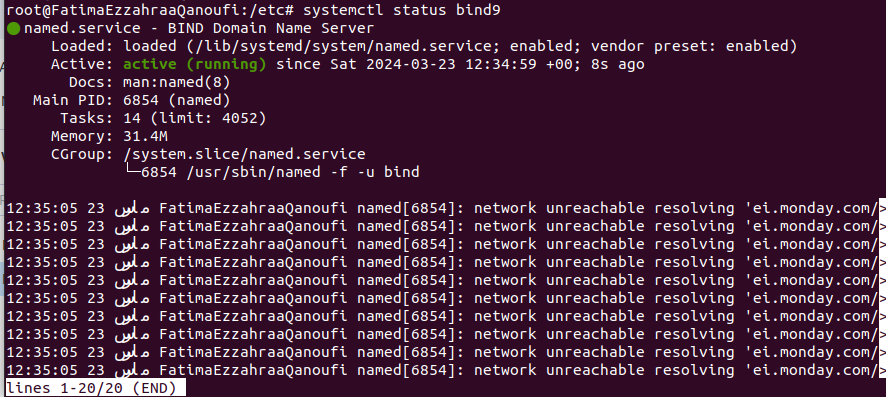 root@FatimaEzzahraaQanoufi:/etc# systemctl status bind9
● named.service - BIND Domain Name Server
Loaded: loaded (/lib/systemd/system/named.service; enabled; vendor preset: enabled)
Active: active (running) since Sat 2024-03-23 12:34:59 +00; 8s ago
Docs: man:named(8)
Main PID: 6854 (named)
Tasks: 14 (limit: 4052)
Memory: 31.4M
CGroup: /system.slice/named.service
└─6854 /usr/sbin/named -f -u bind
12:35:05 23 مارس FatimaEzzahraaQanoufi named[6854]: network unreachable resolving 'ei.monday.com/>
12:35:05 23 مارس FatimaEzzahraaQanoufi named[6854]: network unreachable resolving 'ei.monday.com/>
12:35:05 23 مارس FatimaEzzahraaQanoufi named[6854]: network unreachable resolving 'ei.monday.com/>
12:35:05 23 مارس FatimaEzzahraaQanoufi named[6854]: network unreachable resolving 'ei.monday.com/>
12:35:05 23 مارس FatimaEzzahraaQanoufi named[6854]: network unreachable resolving 'ei.monday.com/>
12:35:05 23 مارس FatimaEzzahraaQanoufi named[6854]: network unreachable resolving 'ei.monday.com/>
12:35:05 23 مارس FatimaEzzahraaQanoufi named[6854]: network unreachable resolving 'ei.monday.com/>
12:35:05 23 مارس FatimaEzzahraaQanoufi named[6854]: network unreachable resolving 'ei.monday.com/>
12:35:05 23 مارس FatimaEzzahraaQanoufi named[6854]: network unreachable resolving 'ei.monday.com/>
12:35:05 23 مارس FatimaEzzahraaQanoufi named[6854]: network unreachable resolving 'ei.monday.com/>
lines 1-20/20 (END)